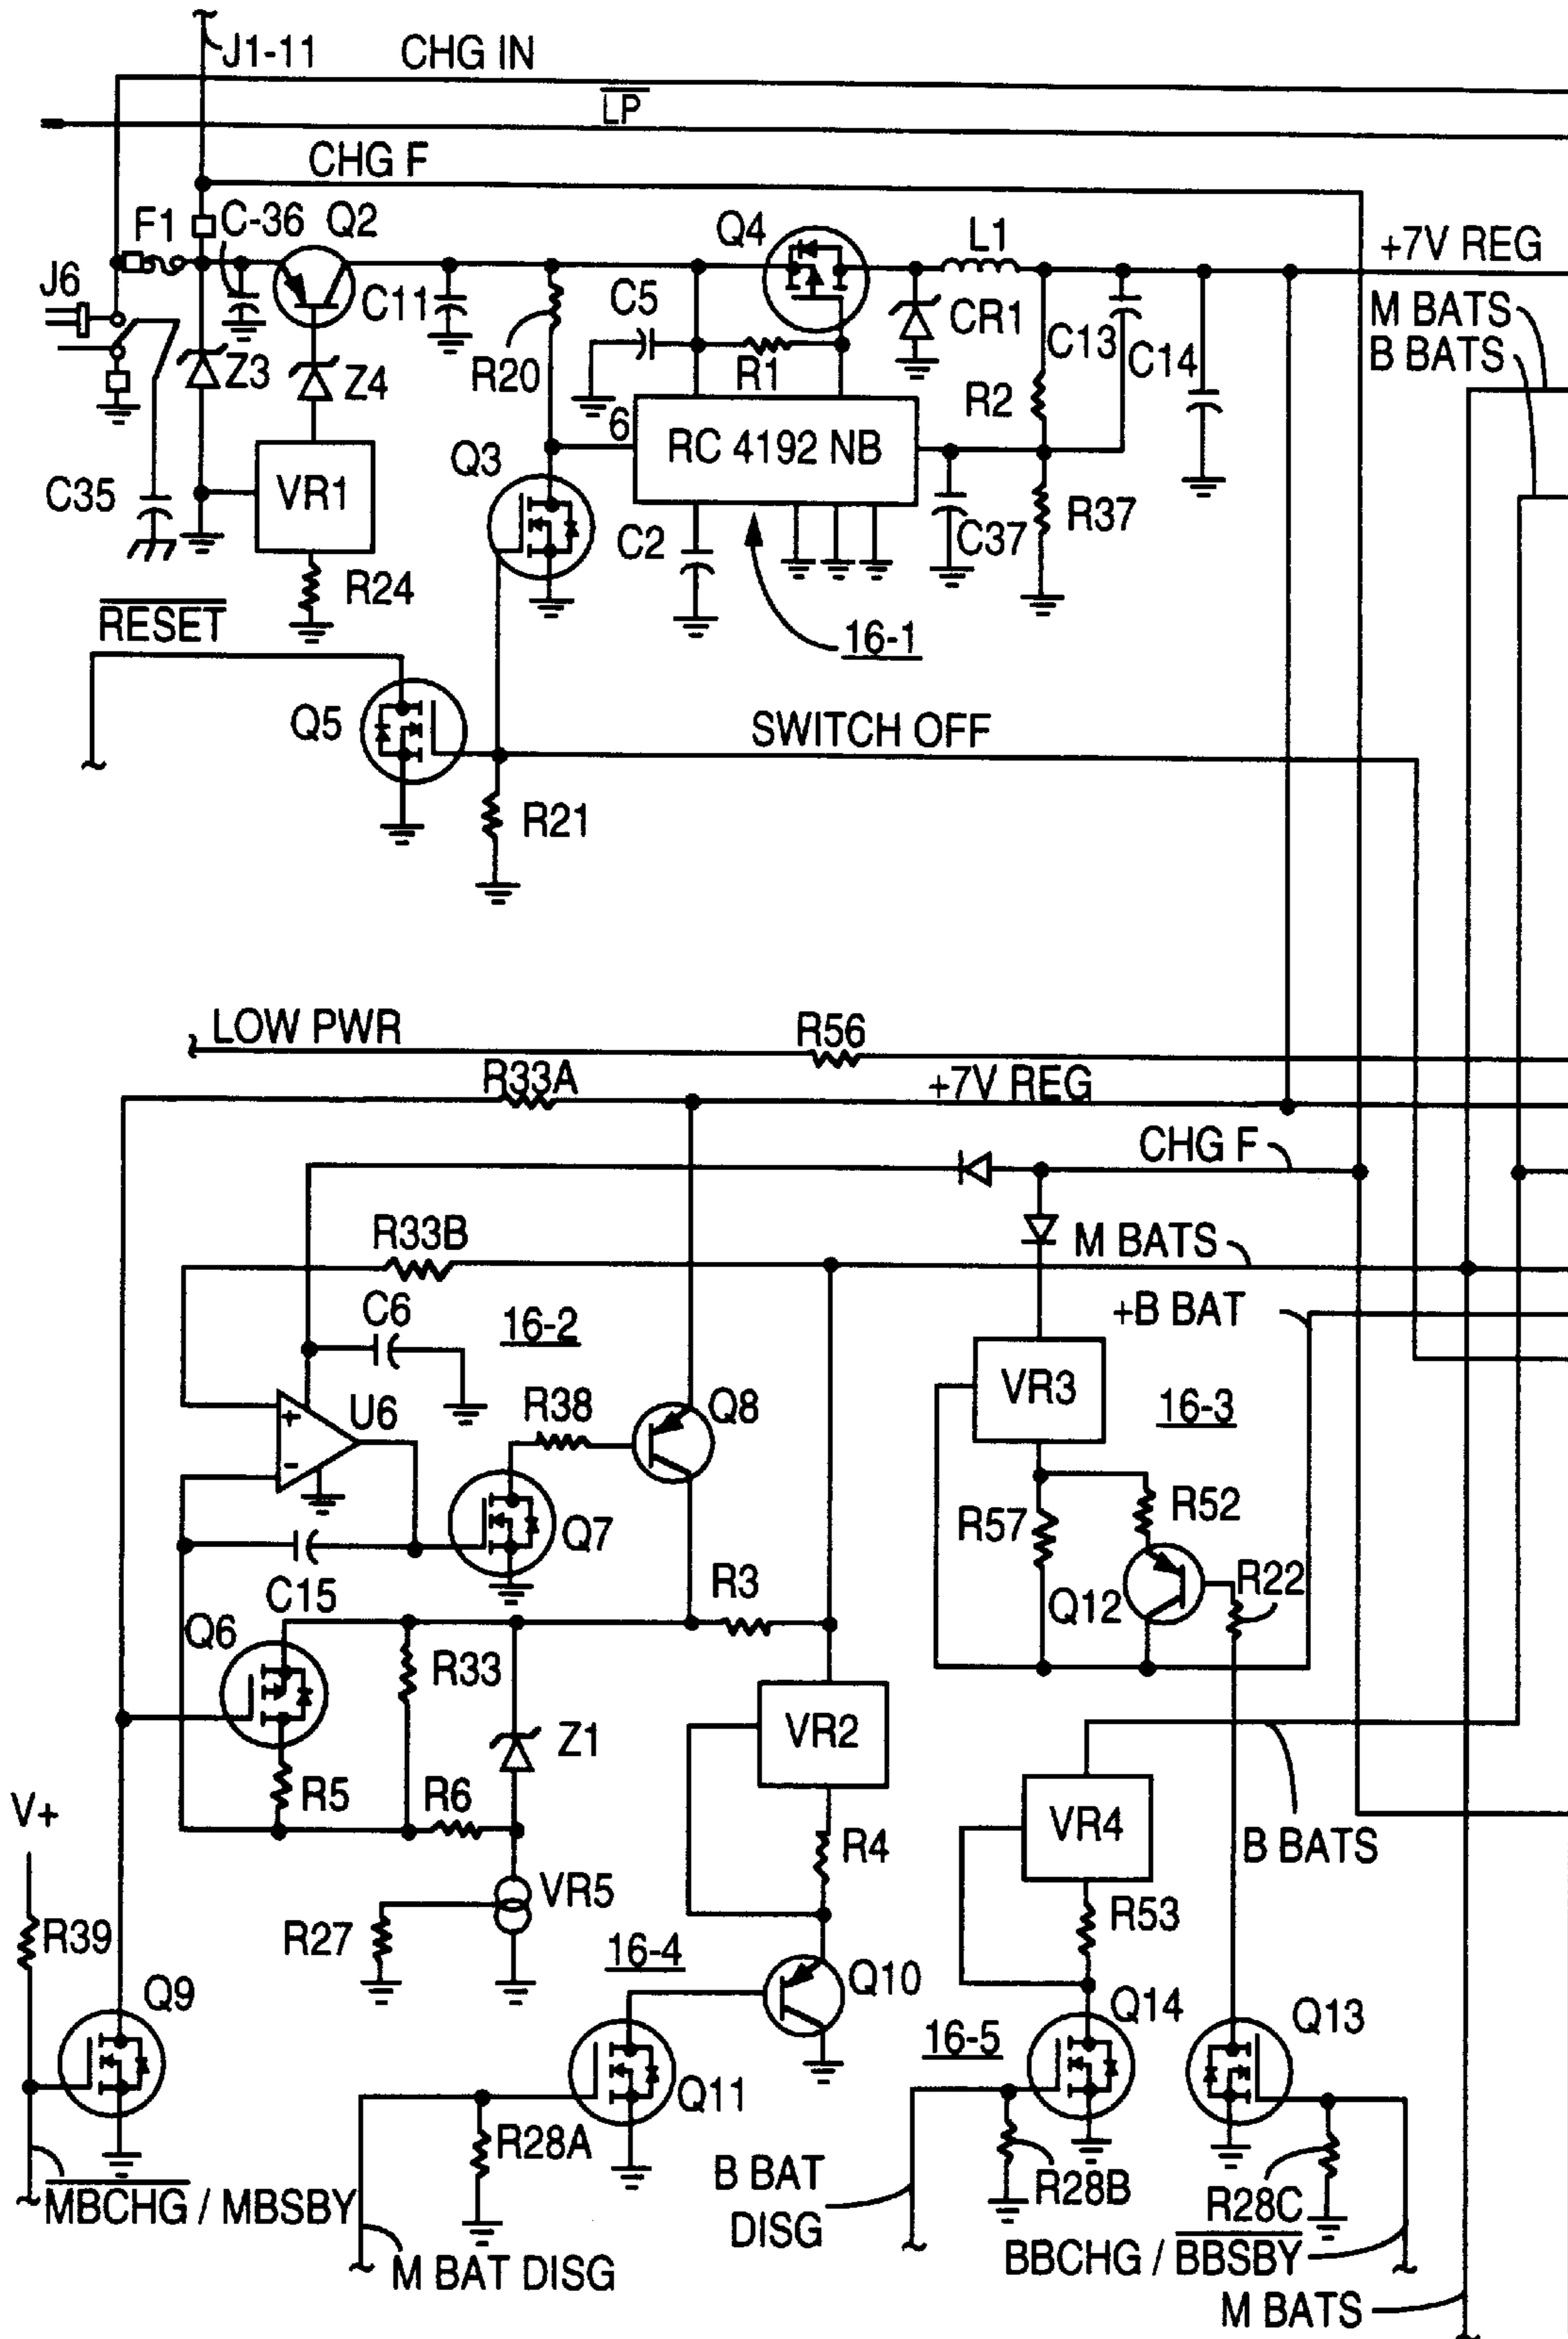 J1-11
CHG IN
LP
CHG F
F1
C-36
Q2
Q4
L1
+7V REG
J6
C11
C5
CR1
C13
C14
M BATS
B BATS
Z3
Z4
R20
R1
R2
6
RC 4192 NB
Q3
VR1
C35
C2
C37
R37
R24
RESET
16-1
Q5
SWITCH OFF
R21
LOW PWR
R56
R33A
+7V REG
CHG F
R33B
M BATS
C6
16-2
+B BAT
VR3
16-3
+
U6
-
R38
Q8
R52
R57
Q7
C15
R3
Q12
R22
Q6
R33
Z1
VR2
R5
R6
V+
VR4
R4
B BATS
VR5
R39
R27
R53
16-4
Q10
Q9
Q14
16-5
Q13
Q11
R28A
B BAT
DISG
R28B
R28C
MBCHG / MBSBY
BBCHG / BBSBY
M BAT DISG
M BATS